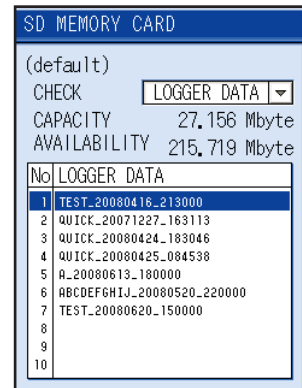 SD MEMORY CARD
(default)
CHECK LOGGER DATA
CAPACITY 27.156 Mbyte
AVAILABILITY 215.719 Mbyte
No LOGGER DATA
1 TEST_20080416_213000
2 QUICK_20071227_163113
3 QUICK_20080424_183046
4 QUICK_20080425_084538
5 A_20080613_180000
6 ABCDEFGHIJ_20080520_220000
7 TEST_20080620_150000
8
9
10